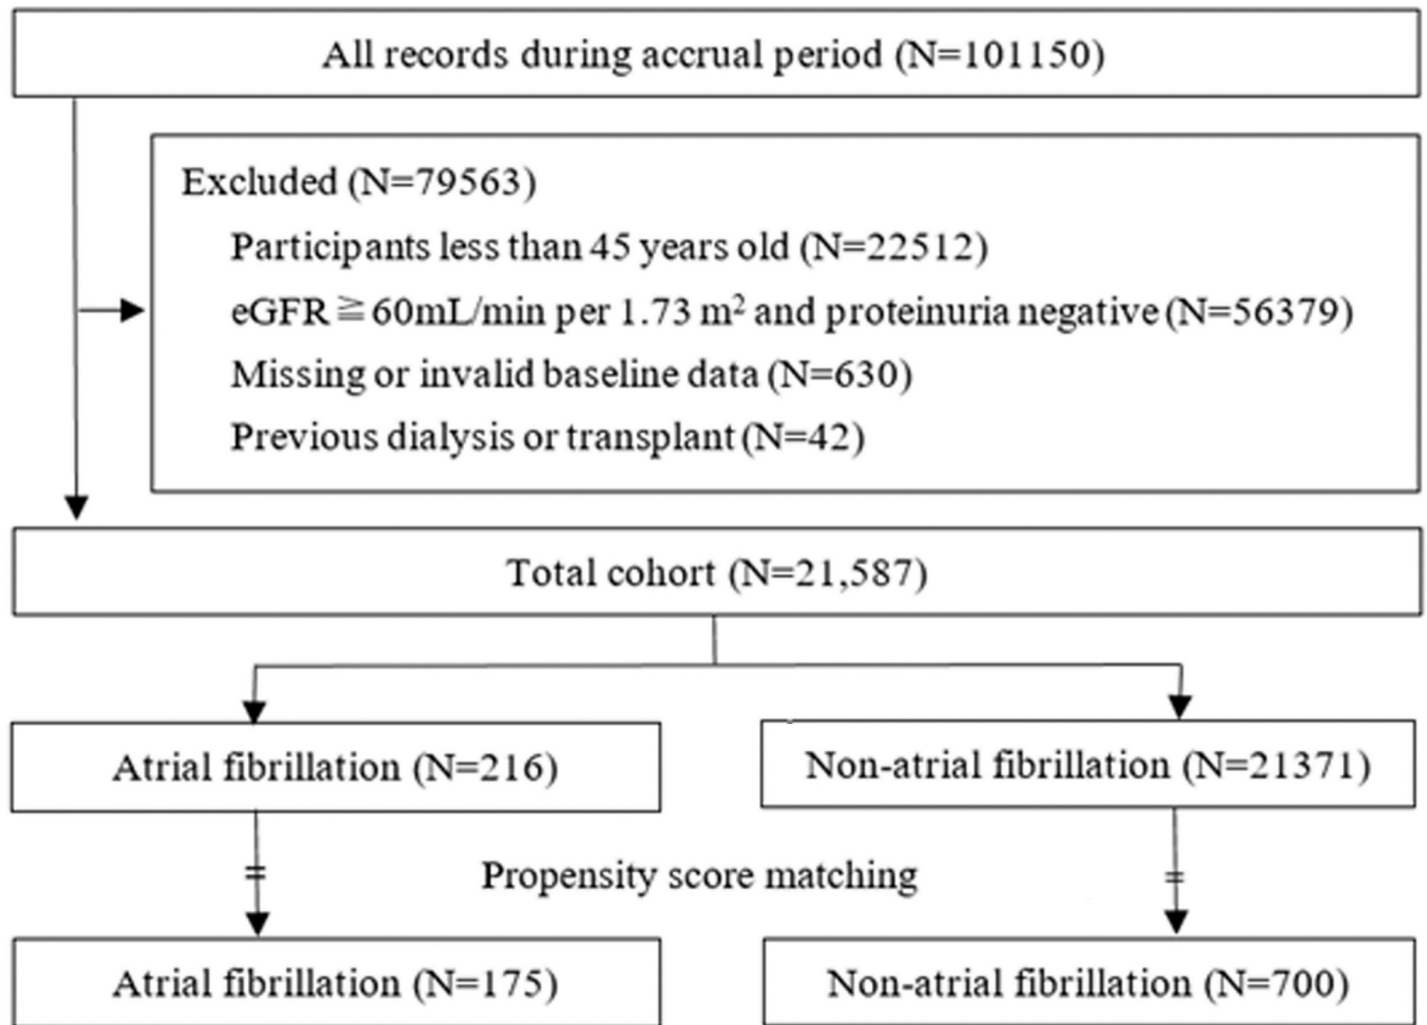 All records during accrual period (N=101150)
Excluded (N=79563)
Participants less than 45 years old (N=22512)
eGFR ≧ 60mL/min per 1.73 m² and proteinuria negative (N=56379)
Missing or invalid baseline data (N=630)
Previous dialysis or transplant (N=42)
Total cohort (N=21,587)
Atrial fibrillation (N=216)
Non-atrial fibrillation (N=21371)
Propensity score matching
Atrial fibrillation (N=175)
Non-atrial fibrillation (N=700)